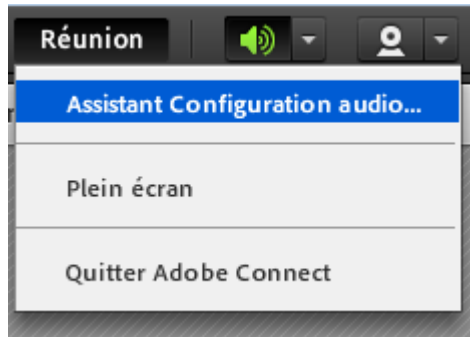 Réunion
Assistant Configuration audio...
Plein écran
Quitter Adobe Connect